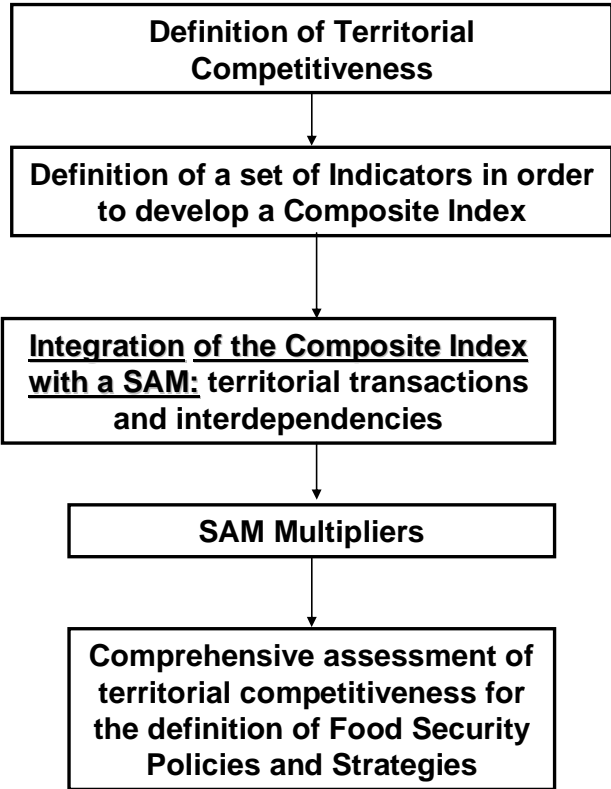 Definition of Territorial
Competitiveness
Definition of a set of Indicators in order
to develop a Composite Index
Integration of the Composite Index
with a SAM: territorial transactions
and interdependencies
SAM Multipliers
Comprehensive assessment of
territorial competitiveness for
the definition of Food Security
Policies and Strategies